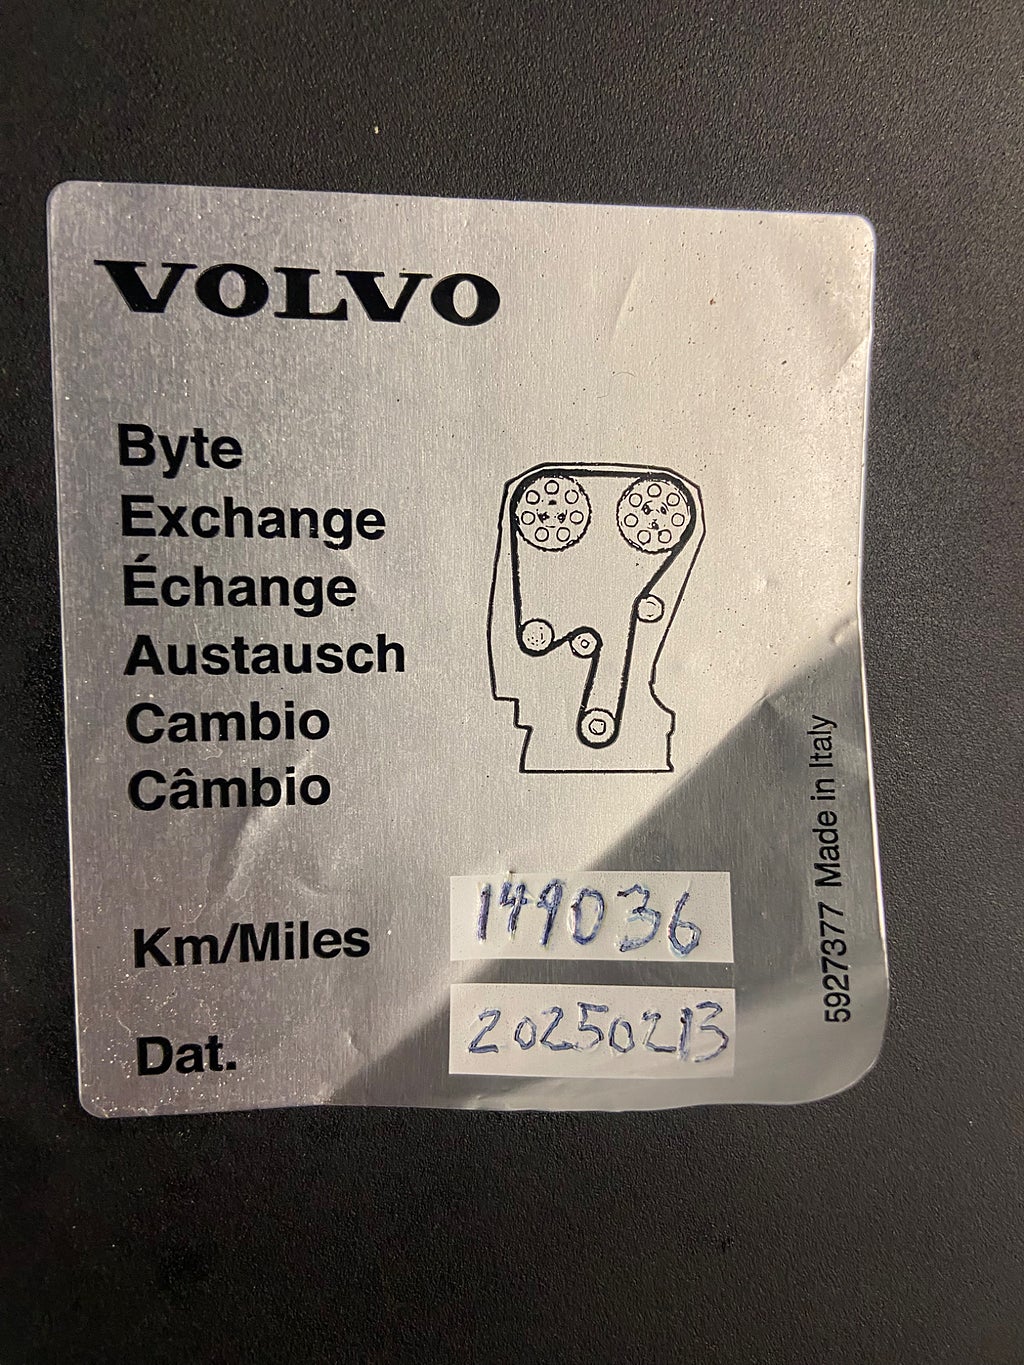 VOLVO
Byte
Exchange
Échange
Austausch
Cambio
Câmbio
Km/Miles 149036
Dat. 20250213
5927377 Made in Italy